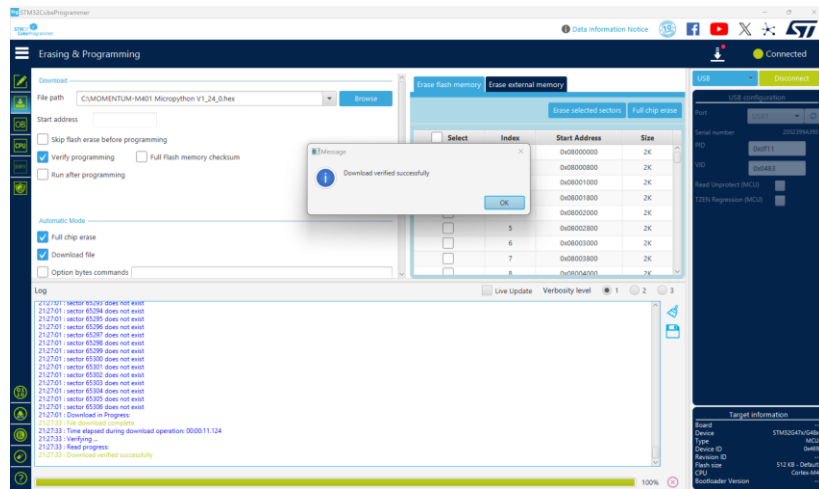 STM32CubeProgrammer
STM32
CubeProgrammer
Data Information Notice
Erasing & Programming
Connected
Download
File path C:\MOMENTUM-M401 Micropython V1_24_0.hex Browse
Start address
Skip flash erase before programming
Verify programming Full Flash memory checksum
Run after programming
Automatic Mode
Full chip erase
Download file
Option bytes commands
Erase flash memory Erase external memory
Erase selected sectors Full chip erase
Select Index Start Address Size
0x08000000 2K
0x08000800 2K
0x08001000 2K
0x08001800 2K
0x08002000 2K
5 0x08002800 2K
6 0x08003000 2K
7 0x08003800 2K
8 0x08004000 2K
Message
Download verified successfully
OK
USB Disconnect
USB configuration
Port USB1
Serial number
PID 0xdf11
VID 0x0483
Read Unprotect (MCU)
TZEN Regression (MCU)
Log Live Update Verbosity level 1 2 3
21:27:01 : sector 65293 does not exist
21:27:01 : sector 65294 does not exist
21:27:01 : sector 65295 does not exist
21:27:01 : sector 65296 does not exist
21:27:01 : sector 65297 does not exist
21:27:01 : sector 65298 does not exist
21:27:01 : sector 65299 does not exist
21:27:01 : sector 65300 does not exist
21:27:01 : sector 65301 does not exist
21:27:01 : sector 65302 does not exist
21:27:01 : sector 65303 does not exist
21:27:01 : sector 65304 does not exist
21:27:01 : sector 65305 does not exist
21:27:01 : sector 65306 does not exist
21:27:01 : Download in Progress:
21:27:33 : File download complete
21:27:33 : Time elapsed during download operation: 00:00:11.124
21:27:33 : Verifying ...
21:27:33 : Read progress:
21:27:33 : Download verified successfully
100%
Target information
Board --
Device STM32G47x/G48x
Type MCU
Device ID 0x469
Revision ID --
Flash size 512 KB - Default
CPU Cortex-M4
Bootloader Version --